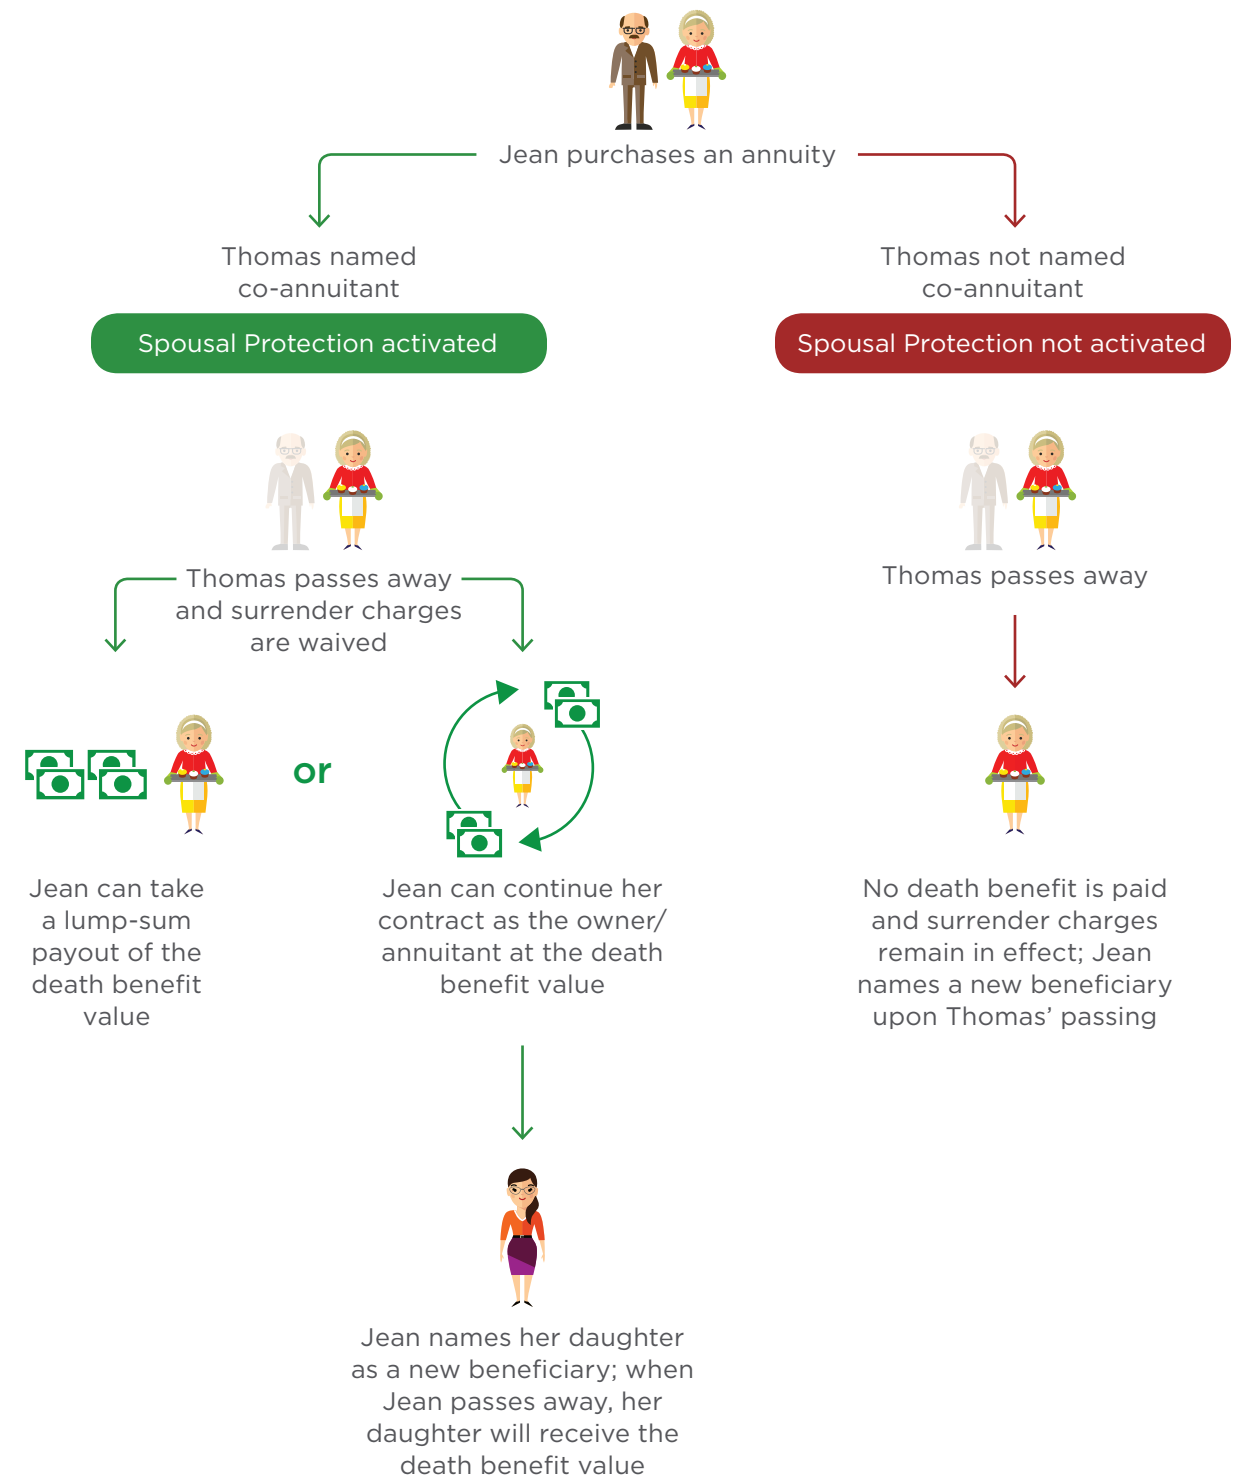 Jean purchases an annuity
Thomas named
co-annuitant
Spousal Protection activated
Thomas not named
co-annuitant
Spousal Protection not activated
Thomas passes away
and surrender charges
are waived
Thomas passes away
or
Jean can take
a lump-sum
payout of the
death benefit
value
Jean can continue her
contract as the owner/
annuitant at the death
benefit value
No death benefit is paid
and surrender charges
remain in effect; Jean
names a new beneficiary
upon Thomas’ passing
Jean names her daughter
as a new beneficiary; when
Jean passes away, her
daughter will receive the
death benefit value